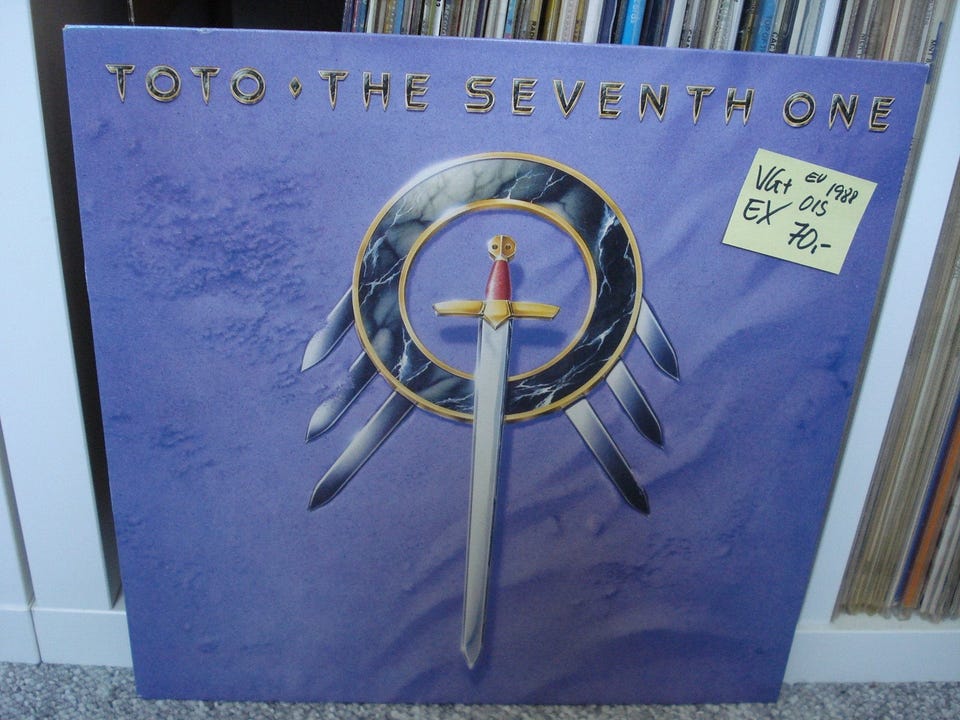 TOTO ♦ THE SEVENTH ONE
VG+ EU 1988
EX OIS
70,-